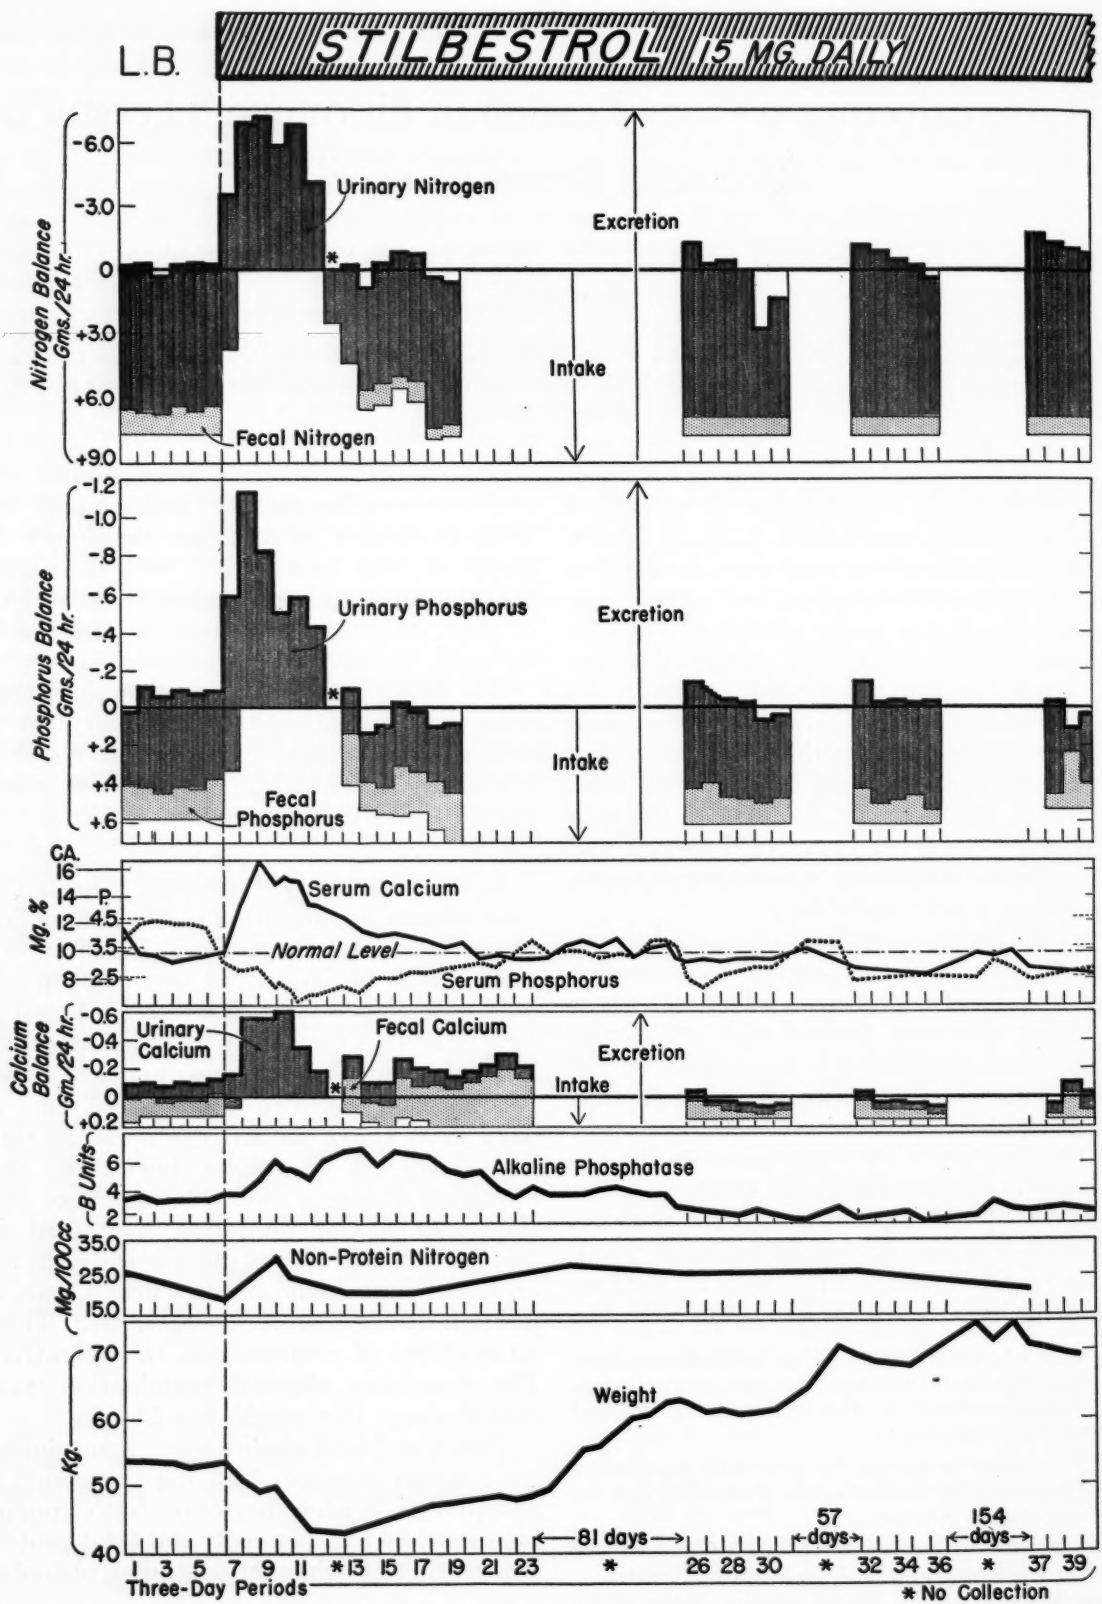 L.B.
STILBESTROL 15 MG. DAILY
Nitrogen Balance
Gms./24 hr.
-6.0
-3.0
0
+3.0
+6.0
+9.0
Urinary Nitrogen
*
Excretion
Intake
Fecal Nitrogen
Phosphorus Balance
Gms./24 hr.
-1.2
-1.0
-.8
-.6
-.4
-.2
0
+.2
+.4
+.6
Urinary Phosphorus
*
Excretion
Intake
Fecal
Phosphorus
Mg. %
CA.
16
14 P.
4.5
12
3.5
10
2.5
8
Serum Calcium
Normal Level
Serum Phosphorus
Calcium
Balance
Gm./24 hr.
-0.6
-0.4
-0.2
0
+0.2
Urinary
Calcium
*
Fecal Calcium
Excretion
Intake
B Units
6
4
2
Alkaline Phosphatase
Mg/100cc
35.0
25.0
15.0
Non-Protein Nitrogen
Kg.
70
60
50
40
Weight
81 days
57
days
154
days
1 3 5 7 9 11 *13 15 17 19 21 23 * 26 28 30 * 32 34 36 * 37 39
Three-Day Periods
* No Collection